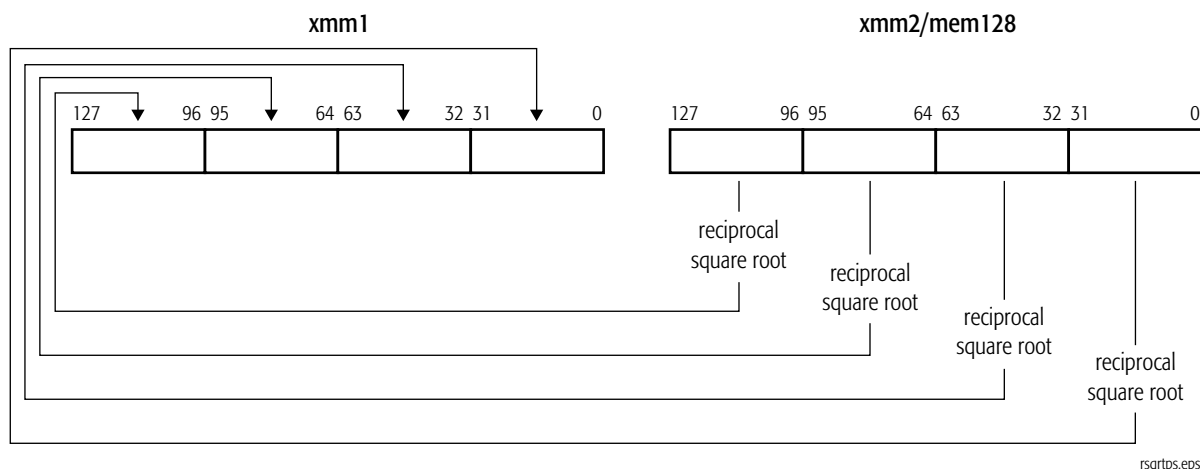 xmm1
xmm2/mem128
127 96 95 64 63 32 31 0
127 96 95 64 63 32 31 0
reciprocal
square root
reciprocal
square root
reciprocal
square root
reciprocal
square root
rsqrtps.eps